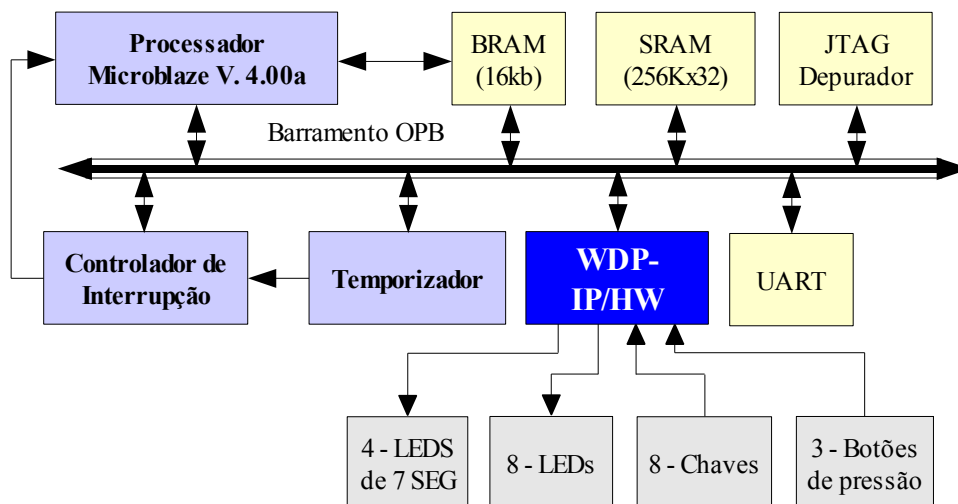 Processador
Microblaze V. 4.00a
BRAM
(16kb)
SRAM
(256Kx32)
JTAG
Depurador
Barramento OPB
Controlador de
Interrupção
Temporizador
WDP-
IP/HW
UART
4 - LEDS
de 7 SEG
8 - LEDs
8 - Chaves
3 - Botões
de pressão